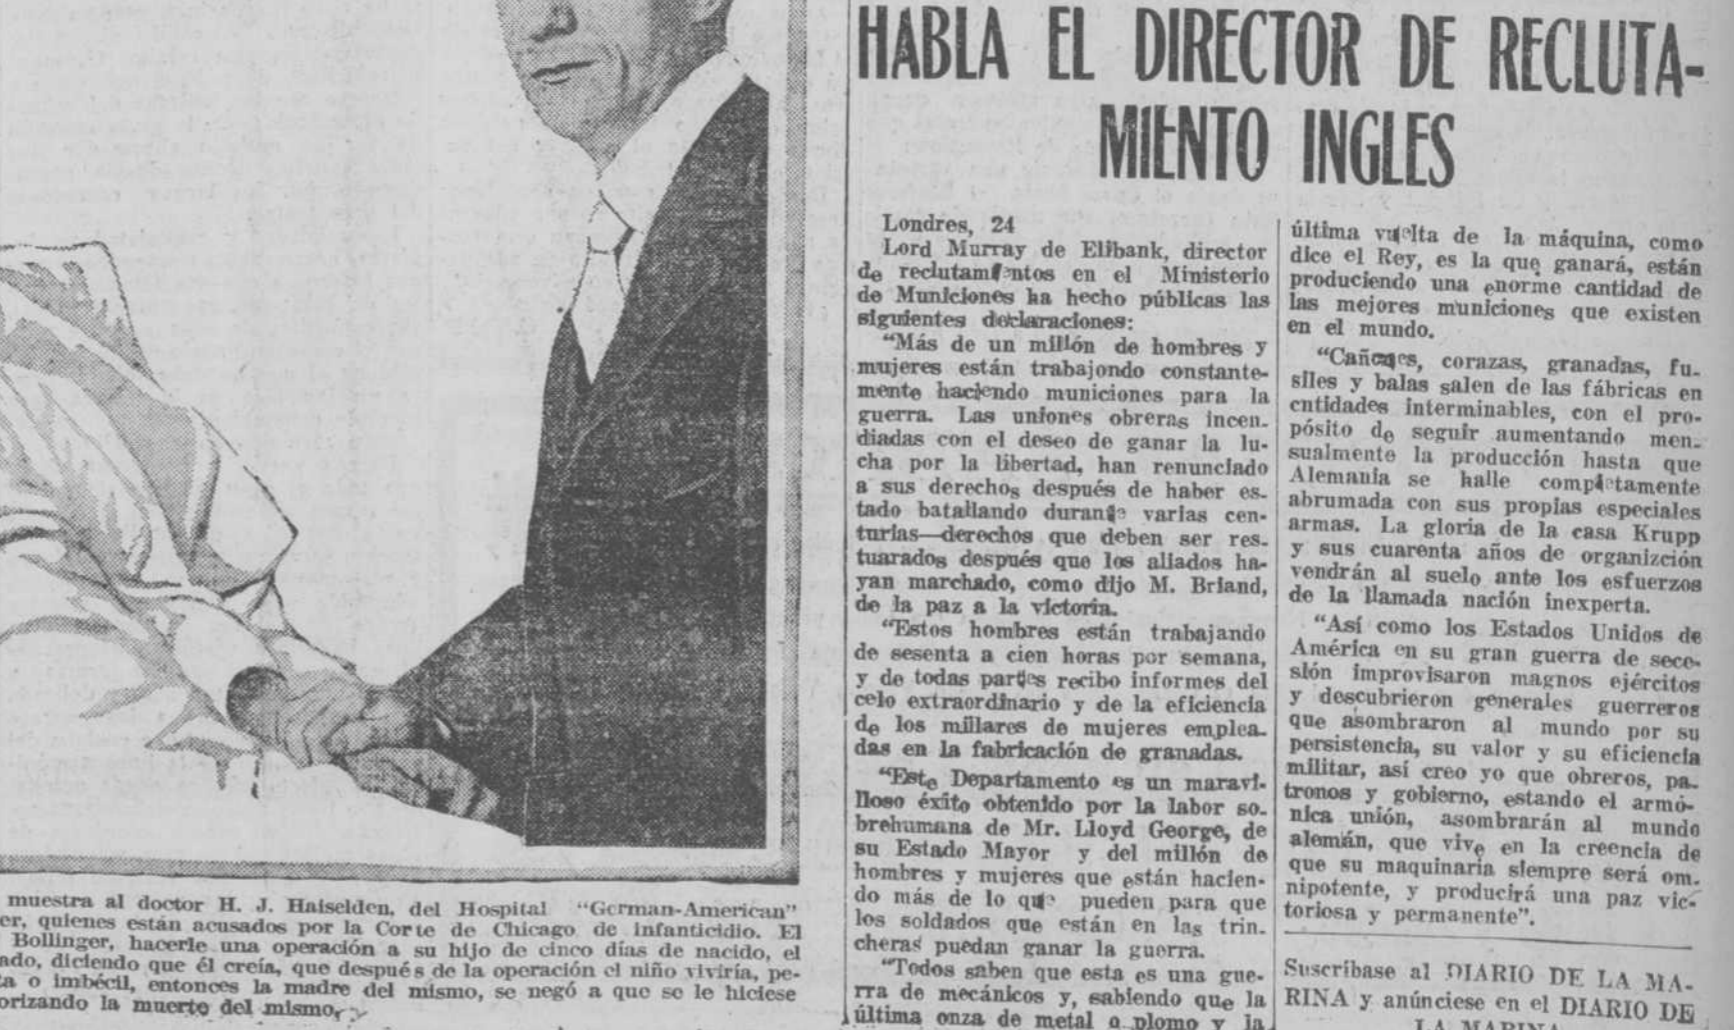 HABLA EL DIRECTOR DE RECLUTA-
MIENTO INGLES
Londres, 24
Lord Murray de Elibank, director
de reclutamientos en el Ministerio
de Municiones ha hecho públicas las
siguientes declaraciones:
“Más de un millón de hombres y
mujeres están trabajondo constante-
mente haciendo municiones para la
guerra. Las uniones obreras incen-
diadas con el deseo de ganar la lu-
cha por la libertad, han renunciado
a sus derechos después de haber es-
tado batallando durante varias cen-
turias—derechos que deben ser res-
tuarados después que los aliados ha-
yan marchado, como dijo M. Briand,
de la paz a la victoria.
“Estos hombres están trabajando
de sesenta a cien horas por semana,
y de todas partes recibo informes del
celo extraordinario y de la eficiencia
de los millares de mujeres emplea-
das en la fabricación de granadas.
“Este Departamento es un maravi-
lloso éxito obtenido por la labor so-
brehumana de Mr. Lloyd George, de
su Estado Mayor y del millón de
hombres y mujeres que están hacien-
do más de lo que pueden para que
los soldados que están en las trin-
cheras puedan ganar la guerra.
“Todos saben que esta es una gue-
rra de mecánicos y, sabiendo que la
última onza de metal o plomo y la
última vuelta de la máquina, como
dice el Rey, es la que ganará, están
produciendo una enorme cantidad de
las mejores municiones que existen
en el mundo.
“Cañones, corazas, granadas, fu-
siles y balas salen de las fábricas en
cntidades interminables, con el pro-
pósito de seguir aumentando men-
sualmente la producción hasta que
Alemania se halle completamente
abrumada con sus propias especiales
armas. La gloria de la casa Krupp
y sus cuarenta años de organizción
vendrán al suelo ante los esfuerzos
de la llamada nación inexperta.
“Así como los Estados Unidos de
América en su gran guerra de sece-
sión improvisaron magnos ejércitos
y descubrieron generales guerreros
que asombraron al mundo por su
persistencia, su valor y su eficiencia
militar, así creo yo que obreros, pa-
tronos y gobierno, estando el armó-
nica unión, asombrarán al mundo
alemán, que vive en la creencia de
que su maquinaria siempre será om-
nipotente, y producirá una paz vic-
toriosa y permanente”.
Suscríbase al DIARIO DE LA MA-
RINA y anúnciese en el DIARIO DE
LA MARINA
muestra al doctor H. J. Haiselden, del Hospital “German-American”
er, quienes están acusados por la Corte de Chicago de infanticidio. El
Bollinger, hacerle una operación a su hijo de cinco días de nacido, el
ado, diciendo que él creía, que después de la operación el niño viviría, pe-
ta o imbécil, entonces la madre del mismo, se negó a que se le hiciese
orizando la muerte del mismo.